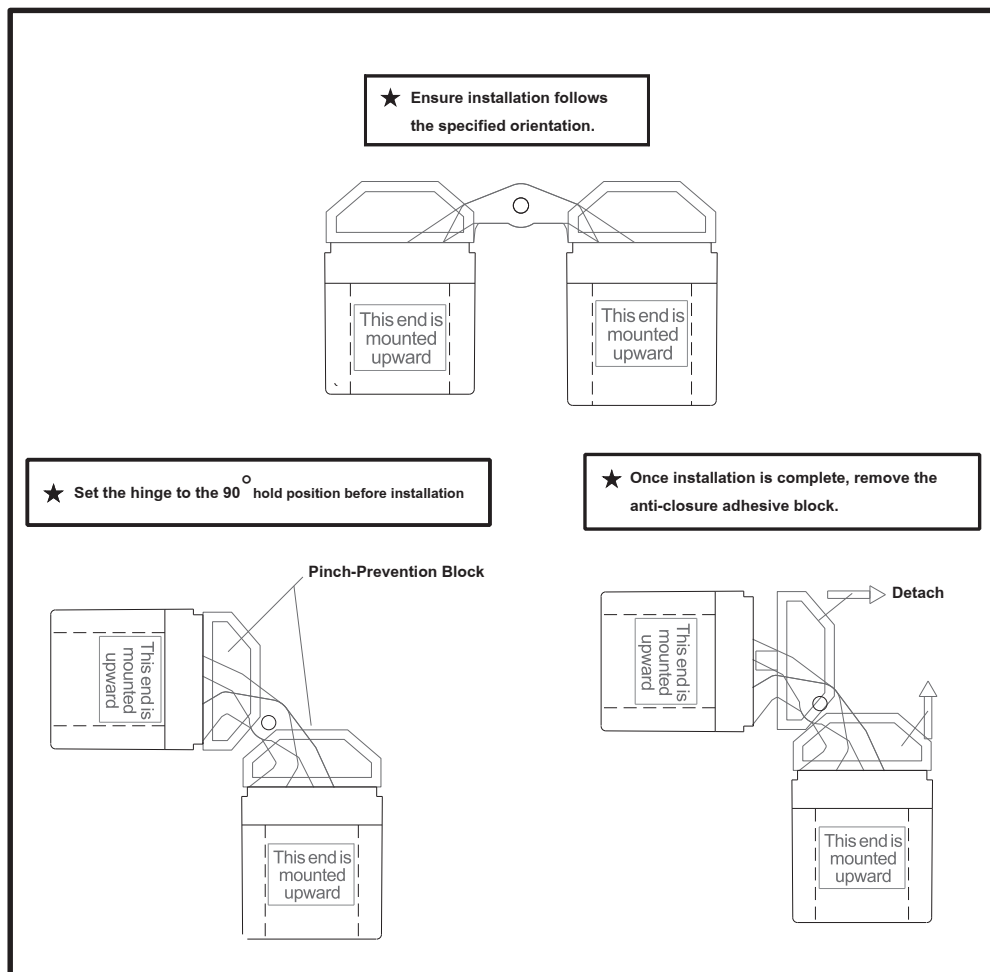 ★ Ensure installation follows
the specified orientation.
This end is
mounted
upward
This end is
mounted
upward
★ Set the hinge to the 90° hold position before installation
★ Once installation is complete, remove the
anti-closure adhesive block.
Pinch-Prevention Block
This end is
mounted
upward
This end is
mounted
upward
Detach
This end is
mounted
upward
This end is
mounted
upward